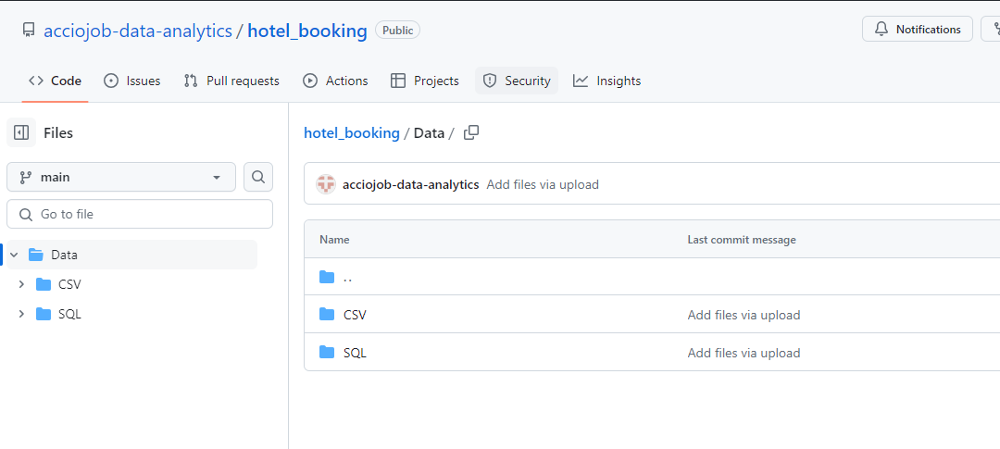 acciojob-data-analytics / hotel_booking Public
Notifications
Code Issues Pull requests Actions Projects Security Insights
Files
main
Go to file
Data
CSV
SQL
hotel_booking / Data /
acciojob-data-analytics Add files via upload
Name Last commit message
..
CSV Add files via upload
SQL Add files via upload